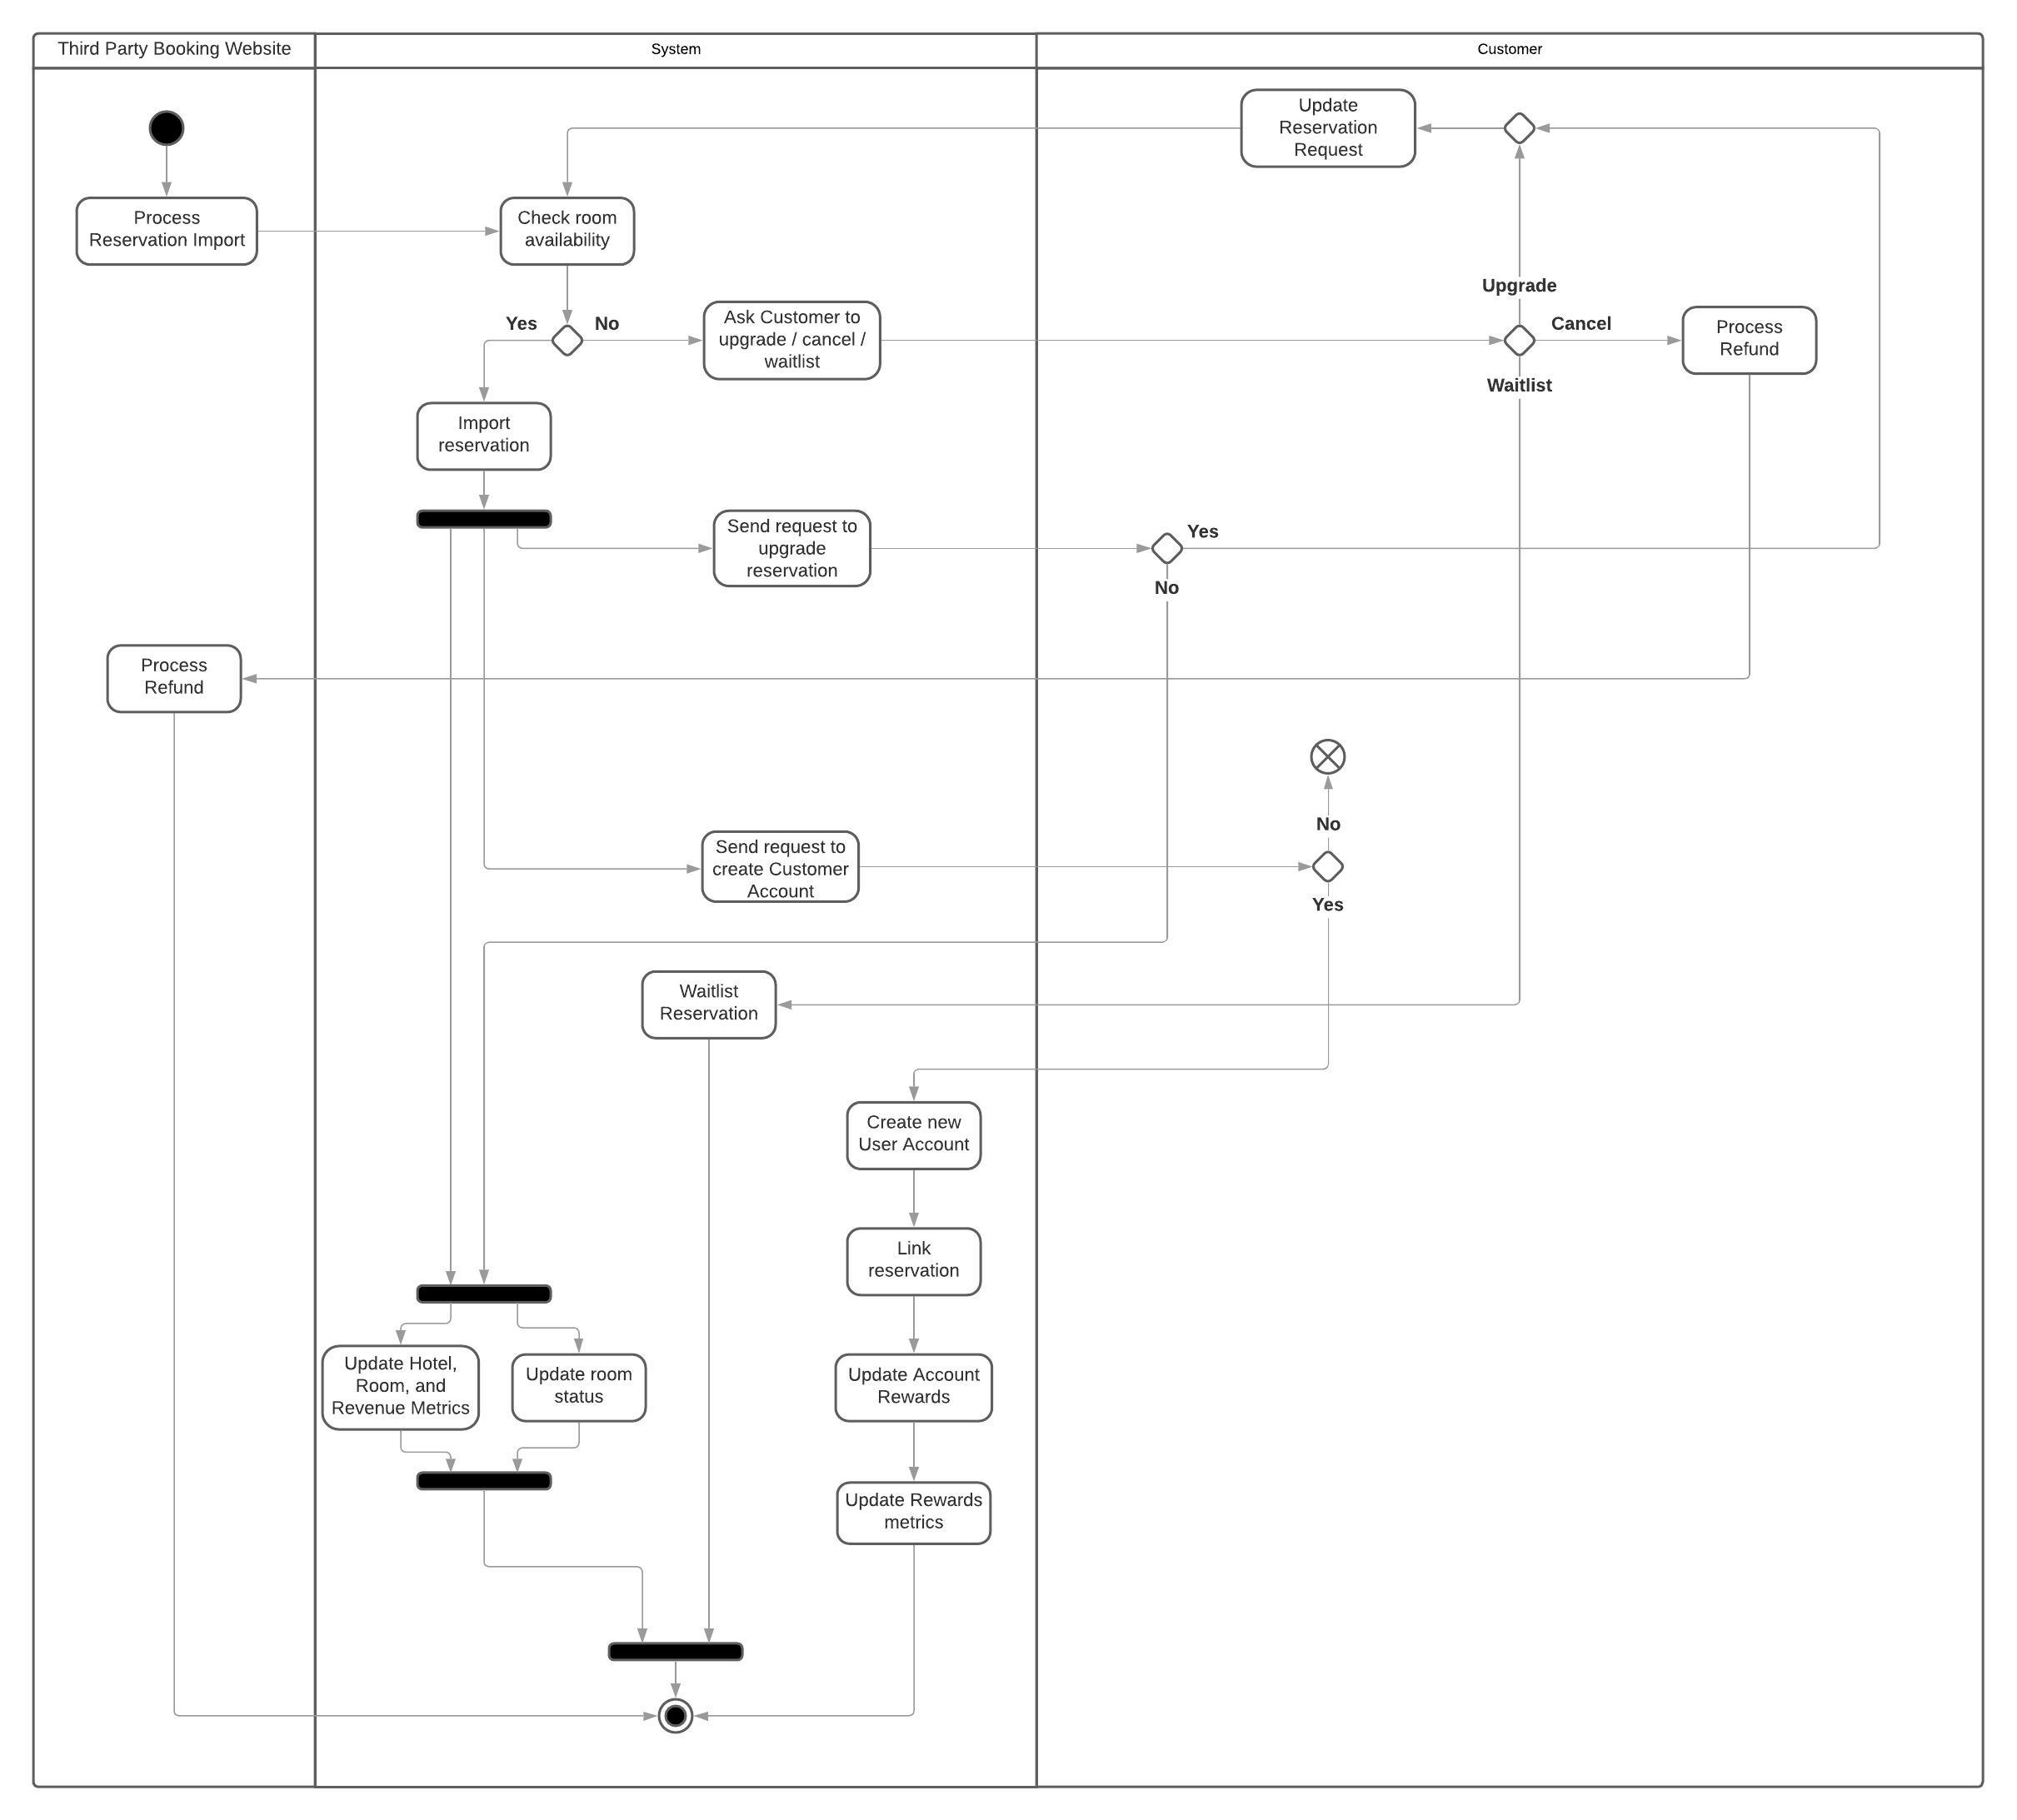 Third Party Booking Website
System
Customer
Update
Reservation
Request
Process
Reservation Import
Check room
availability
Upgrade
Yes
No
Ask Customer to
upgrade / cancel /
waitlist
Cancel
Process
Refund
Waitlist
Import
reservation
Send request to
upgrade
reservation
Yes
No
Process
Refund
No
Send request to
create Customer
Account
Yes
Waitlist
Reservation
Create new
User Account
Link
reservation
Update Hotel,
Room, and
Revenue Metrics
Update room
status
Update Account
Rewards
Update Rewards
metrics